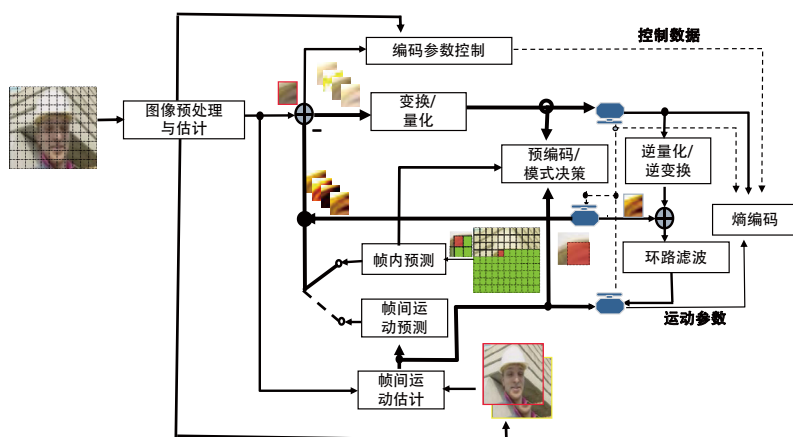 控制数据
编码参数控制
图像预处理
与估计
变换/
量化
预编码/
模式决策
逆量化/
逆变换
熵编码
帧内预测
环路滤波
帧间运
动预测
运动参数
帧间运
动估计